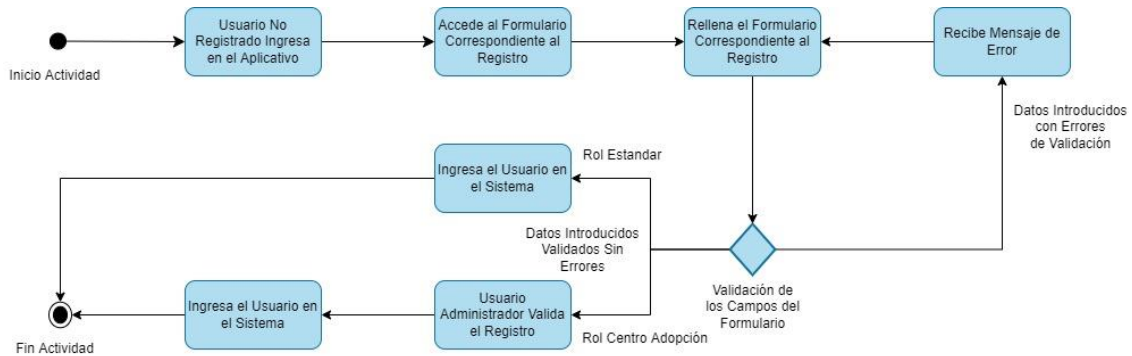 Usuario No
Registrado Ingresa
en el Aplicativo
Accede al Formulario
Correspondiente al
Registro
Rellena el Formulario
Correspondiente al
Registro
Recibe Mensaje de
Error
Inicio Actividad
Datos Introducidos
con Errores
de Validación
Rol Estandar
Ingresa el Usuario en
el Sistema
Datos Introducidos
Validados Sin
Errores
Validación de
los Campos del
Formulario
Ingresa el Usuario en
el Sistema
Usuario
Administrador Valida
el Registro
Rol Centro Adopción
Fin Actividad